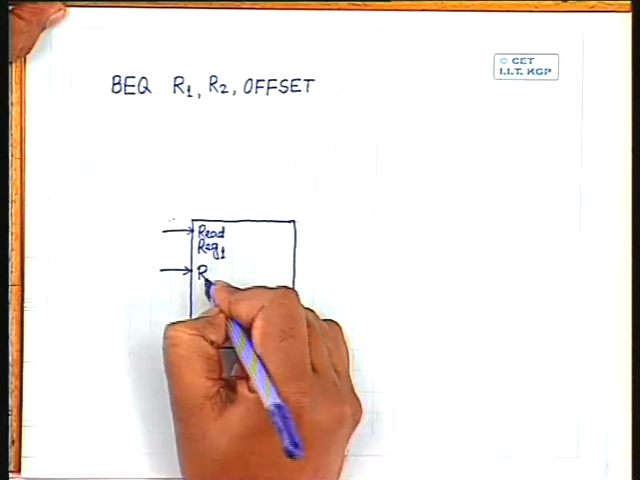 BEQ R1, R2, OFFSET
© CET
I.I.T. KGP
Read
Reg1
R